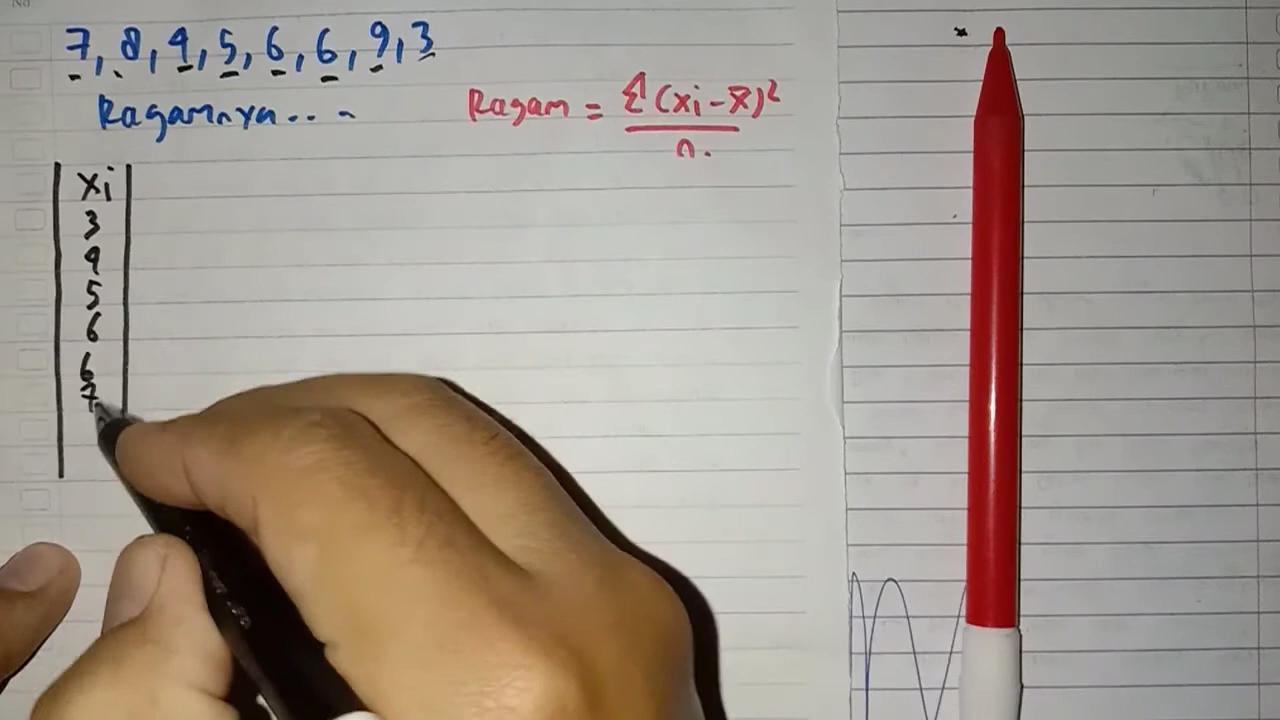 7, 8, 4, 5, 6, 6, 9, 3
Ragamnya...
Ragam = Σ(xi-x̄)²
n.
xi
3
4
5
6
6
7